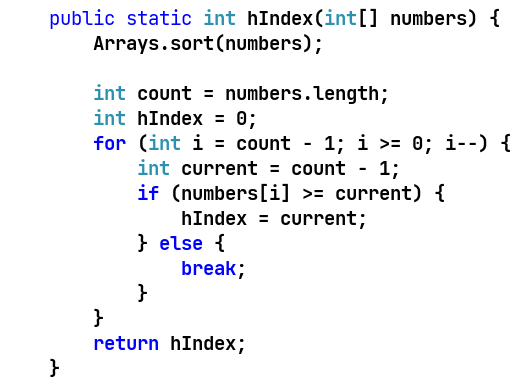 public static int hIndex(int[] numbers) {
    Arrays.sort(numbers);

    int count = numbers.length;
    int hIndex = 0;
    for (int i = count - 1; i >= 0; i--) {
        int current = count - 1;
        if (numbers[i] >= current) {
            hIndex = current;
        } else {
            break;
        }
    }
    return hIndex;
}